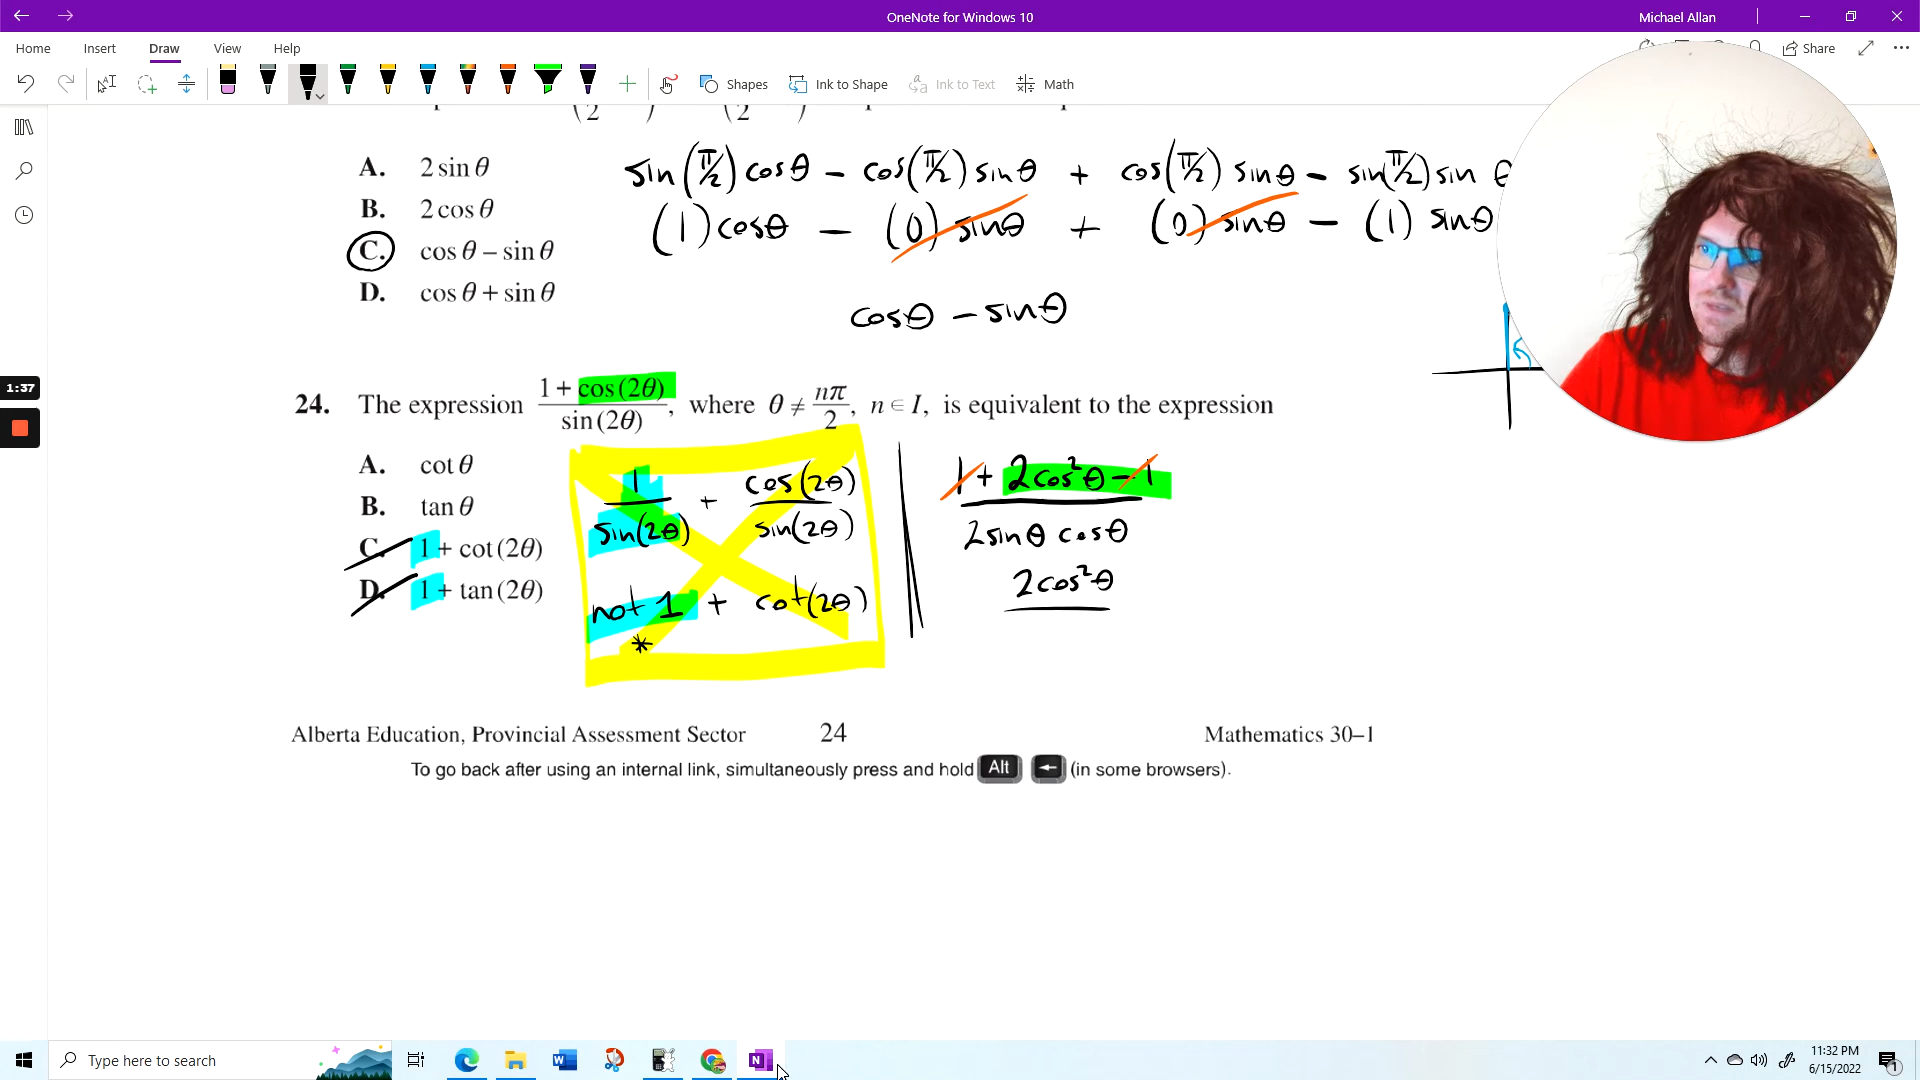 OneNote for Windows 10
Michael Allan
Home Insert Draw View Help
Share
Shapes
Ink to Shape
Ink to Text
Math
A. 2 sin θ
B. 2 cos θ
C. cos θ – sin θ
D. cos θ + sin θ
sin(π/2) cosθ – cos(π/2) sinθ + cos(π/2) sinθ – sin(π/2) sin θ
(1) cosθ – (0) sinθ + (0) sinθ – (1) sinθ
cosθ – sinθ
1:37
24. The expression (1 + cos (2θ))/(sin (2θ)), where θ ≠ nπ/2, n ∈ I, is equivalent to the expression
A. cot θ
B. tan θ
C. 1 + cot (2θ)
D. 1 + tan (2θ)
1/sin(2θ) + cos(2θ)/sin(2θ)
not 1 + cot(2θ)
*
1 + 2cos²θ – 1
2sinθ cosθ
2cos²θ
Alberta Education, Provincial Assessment Sector 24 Mathematics 30–1
To go back after using an internal link, simultaneously press and hold Alt ← (in some browsers).
Type here to search
11:32 PM
6/15/2022